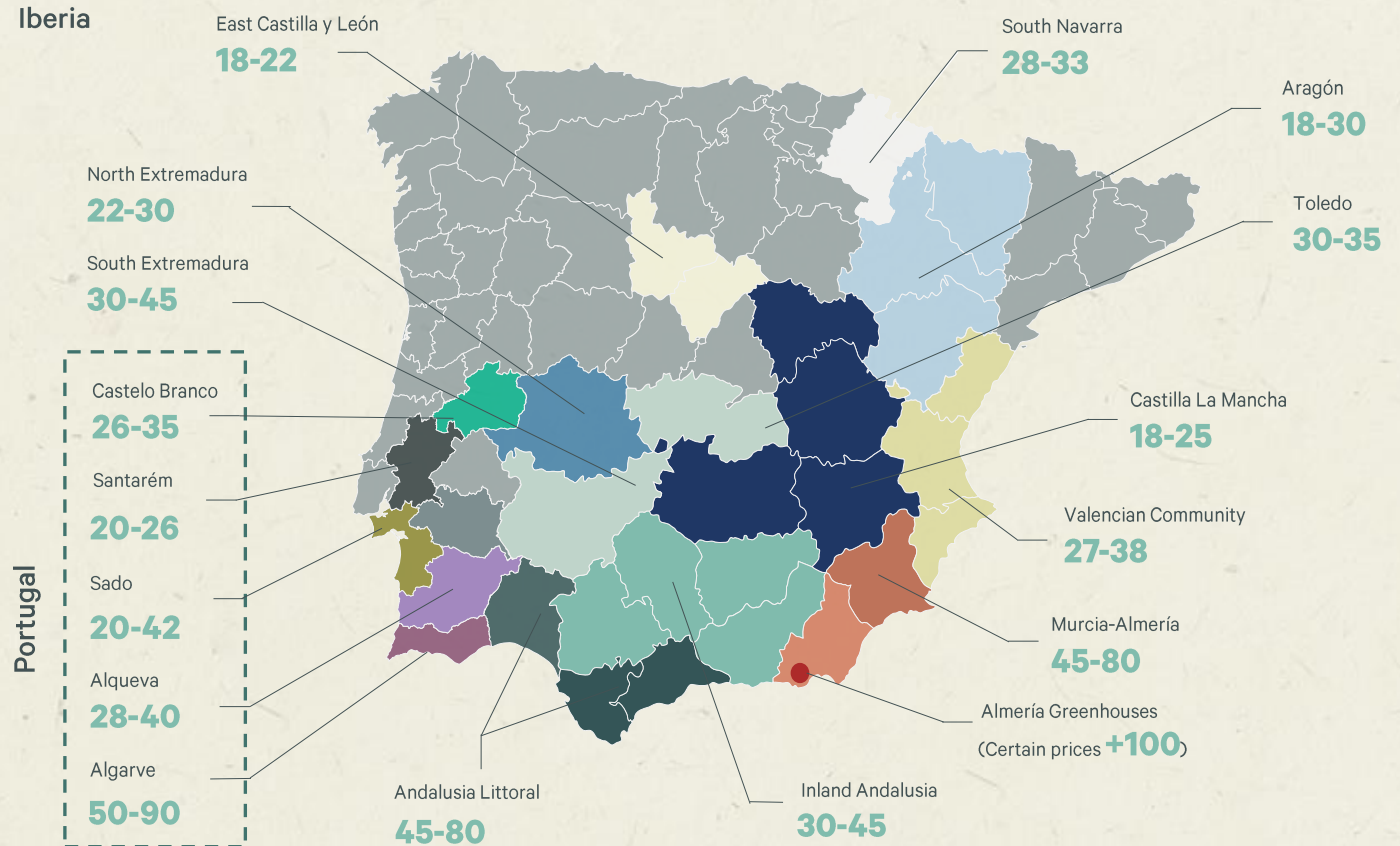 Iberia
East Castilla y León
18-22
South Navarra
28-33
Aragón
18-30
North Extremadura
22-30
Toledo
30-35
South Extremadura
30-45
Portugal
Castelo Branco
26-35
Santarém
20-26
Sado
20-42
Alqueva
28-40
Algarve
50-90
Castilla La Mancha
18-25
Valencian Community
27-38
Murcia-Almería
45-80
Almería Greenhouses
(Certain prices +100)
Andalusia Littoral
45-80
Inland Andalusia
30-45